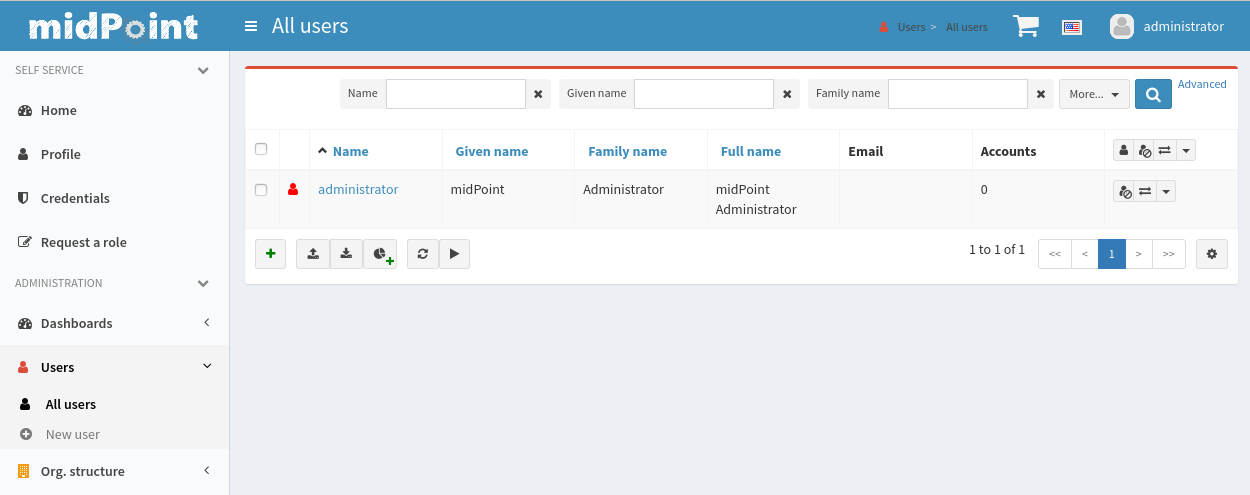 midPoint
All users
Users > All users
administrator
SELF SERVICE
Home
Profile
Credentials
Request a role
ADMINISTRATION
Dashboards
Users
All users
New user
Org. structure
Name Given name Family name More... Advanced
Name Given name Family name Full name Email Accounts
administrator midPoint Administrator midPoint 0
Administrator
1 to 1 of 1 << < 1 > >>